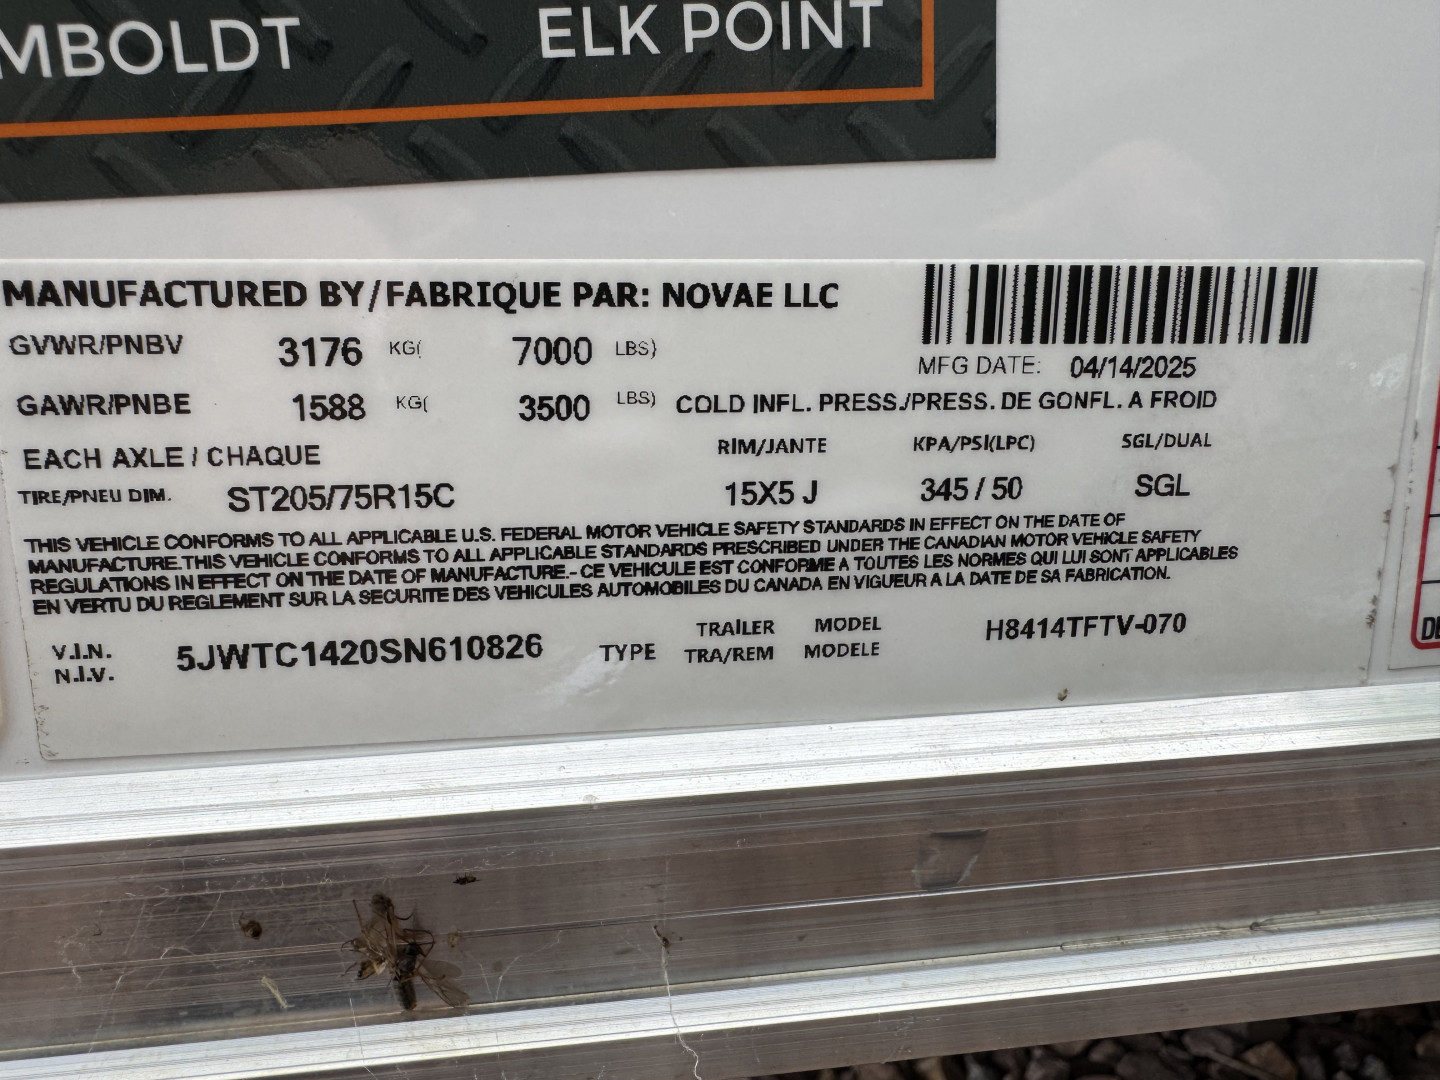 MBOLDT ELK POINT
MANUFACTURED BY/FABRIQUE PAR: NOVAE LLC
GVWR/PNBV 3176 KG( 7000 LBS)
MFG DATE: 04/14/2025
GAWR/PNBE 1588 KG( 3500 LBS) COLD INFL. PRESS./PRESS. DE GONFL. A FROID
EACH AXLE / CHAQUE RIM/JANTE KPA/PSI(LPC) SGL/DUAL
TIRE/PNEU DIM. ST205/75R15C 15X5 J 345 / 50 SGL
THIS VEHICLE CONFORMS TO ALL APPLICABLE U.S. FEDERAL MOTOR VEHICLE SAFETY STANDARDS IN EFFECT ON THE DATE OF
MANUFACTURE.THIS VEHICLE CONFORMS TO ALL APPLICABLE STANDARDS PRESCRIBED UNDER THE CANADIAN MOTOR VEHICLE SAFETY
REGULATIONS IN EFFECT ON THE DATE OF MANUFACTURE.- CE VEHICULE EST CONFORME A TOUTES LES NORMES QUI LUI SONT APPLICABLES
EN VERTU DU REGLEMENT SUR LA SECURITE DES VEHICULES AUTOMOBILES DU CANADA EN VIGUEUR A LA DATE DE SA FABRICATION.
V.I.N. 5JWTC1420SN610826 TYPE TRAILER MODEL H8414TFTV-070
N.I.V. TRA/REM MODELE